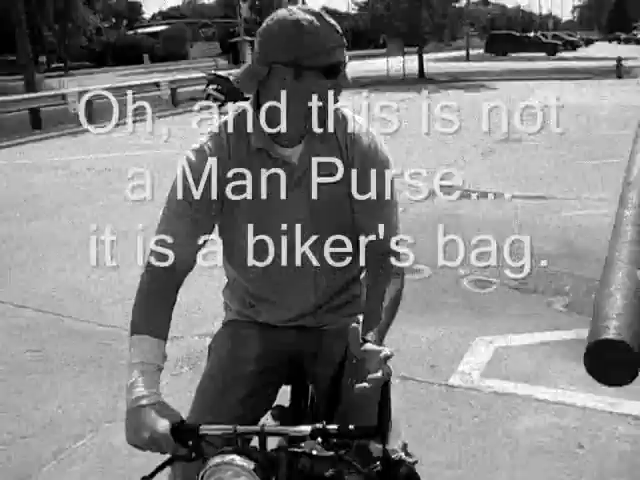 Oh, and this is not
a Man Purse...
it is a biker's bag.